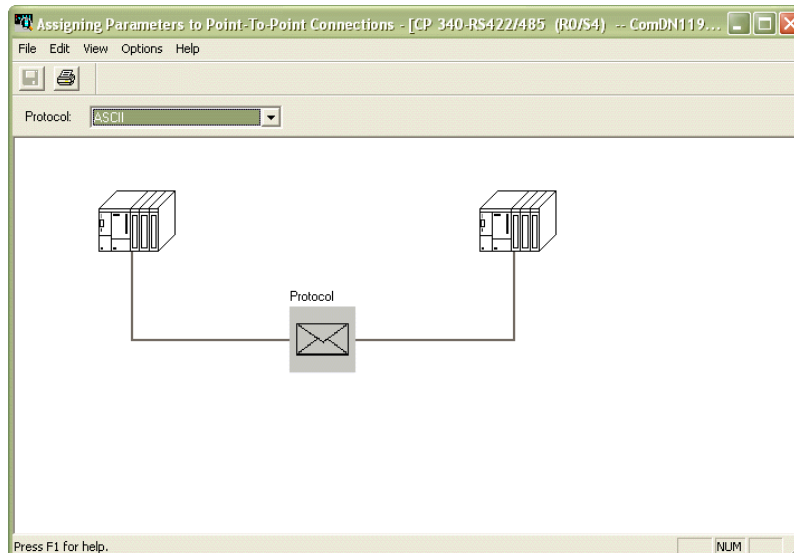 Assigning Parameters to Point-To-Point Connections - [CP 340-RS422/485 (R0/S4) -- ComDN119...
File Edit View Options Help
Protocol: ASCII
Protocol
Press F1 for help.
NUM